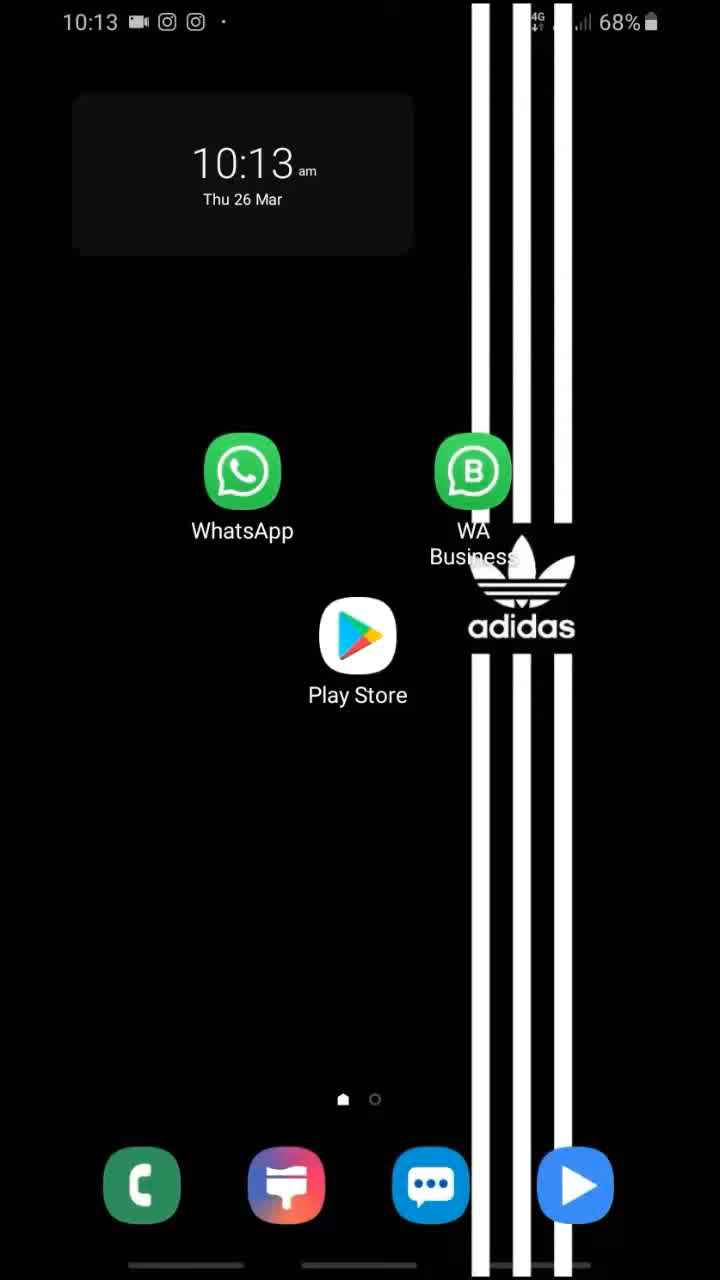 10:13
4G
68%
10:13 am
Thu 26 Mar
WhatsApp
B
WA
Business
adidas
Play Store